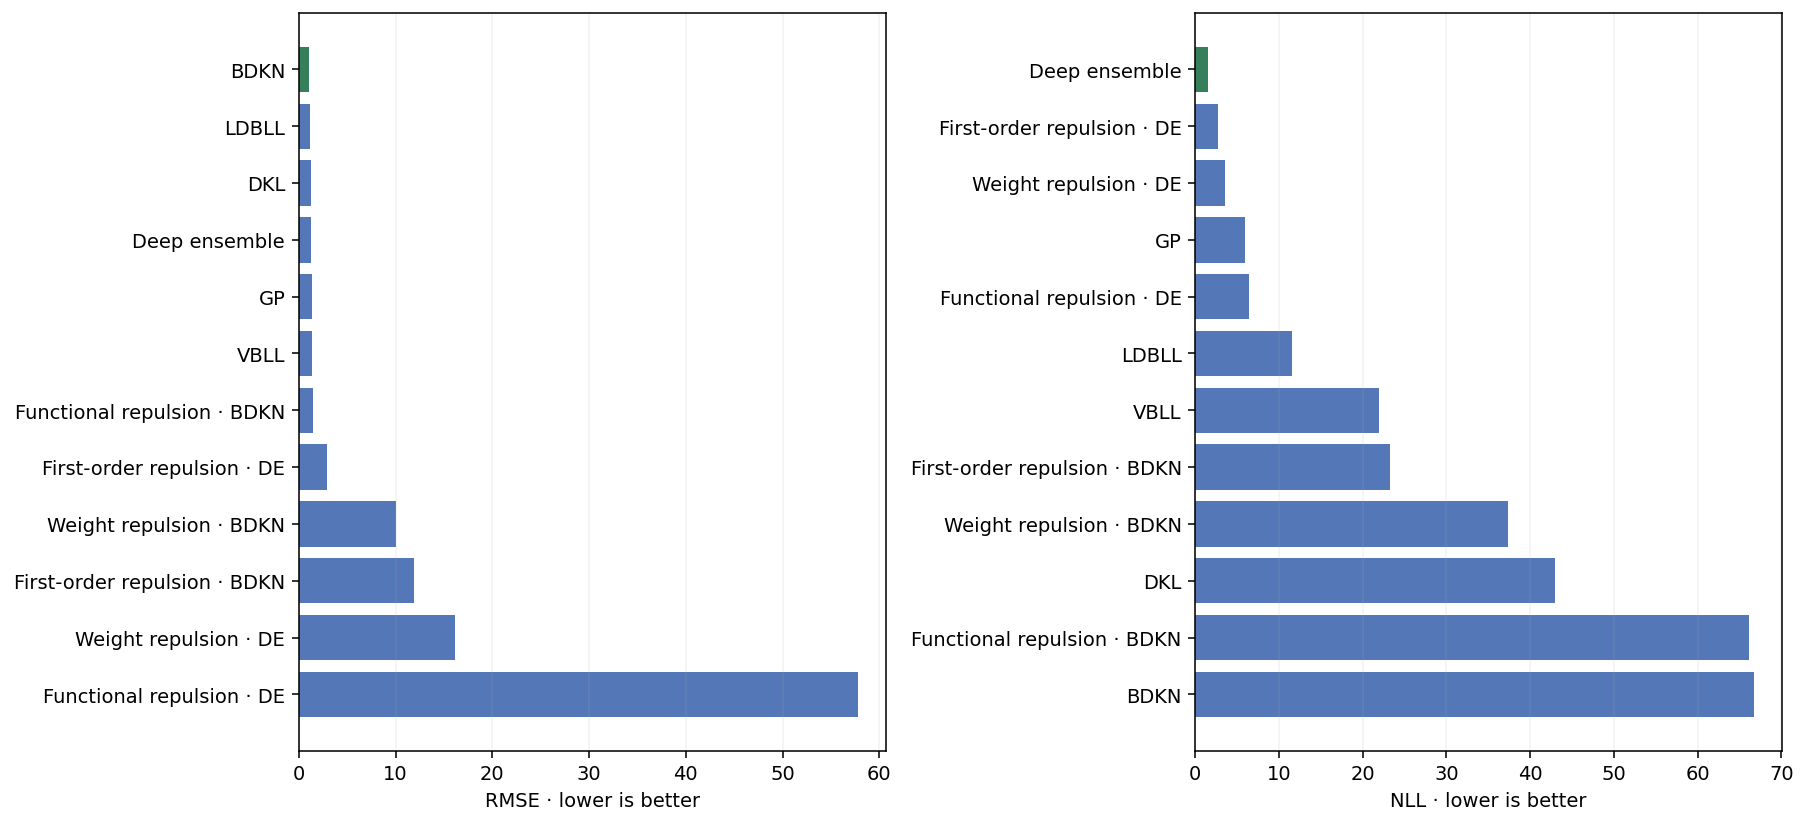 BDKN
LDBLL
DKL
Deep ensemble
GP
VBLL
Functional repulsion · BDKN
First-order repulsion · DE
Weight repulsion · BDKN
First-order repulsion · BDKN
Weight repulsion · DE
Functional repulsion · DE
0 10 20 30 40 50 60
RMSE · lower is better
Deep ensemble
First-order repulsion · DE
Weight repulsion · DE
GP
Functional repulsion · DE
LDBLL
VBLL
First-order repulsion · BDKN
Weight repulsion · BDKN
DKL
Functional repulsion · BDKN
BDKN
0 10 20 30 40 50 60 70
NLL · lower is better